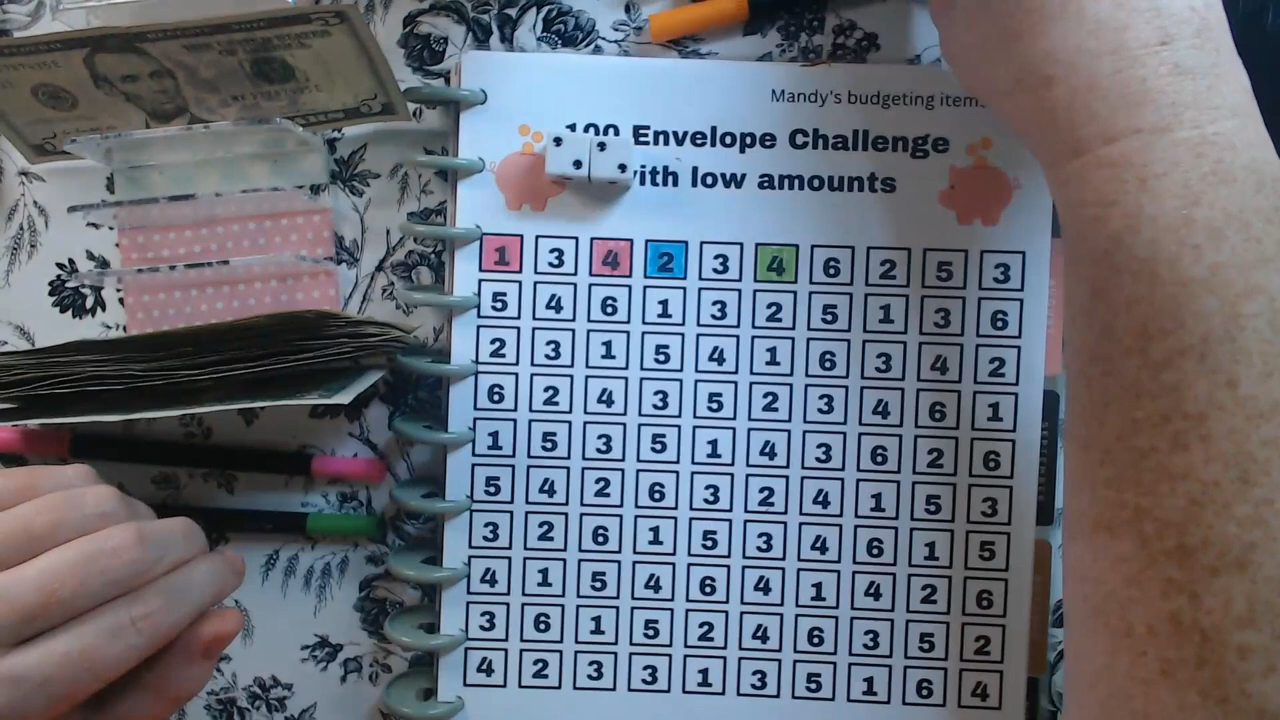 Mandy's budgeting item
100 Envelope Challenge
ith low amounts
1 3 4 2 3 4 6 2 5 3
5 4 6 1 3 2 5 1 3 6
2 3 1 5 4 1 6 3 4 2
6 2 4 3 5 2 3 4 6 1
1 5 3 5 1 4 3 6 2 6
5 4 2 6 3 2 4 1 5 3
3 2 6 1 5 3 4 6 1 5
4 1 5 4 6 4 1 4 2 6
3 6 1 5 2 4 6 3 5 2
4 2 3 3 1 3 5 1 6 4